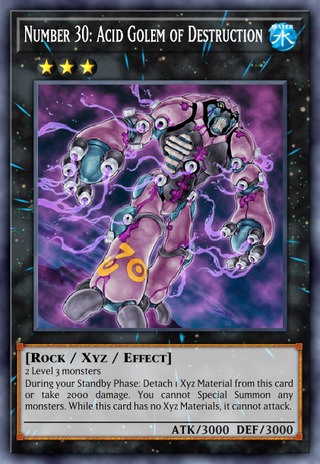 Number 30: Acid Golem of Destruction
WATER
水
30
[Rock / Xyz / Effect]
2 Level 3 monsters
During your Standby Phase: Detach 1 Xyz Material from this card
or take 2000 damage. You cannot Special Summon any
monsters. While this card has no Xyz Materials, it cannot attack.
ATK/3000 DEF/3000